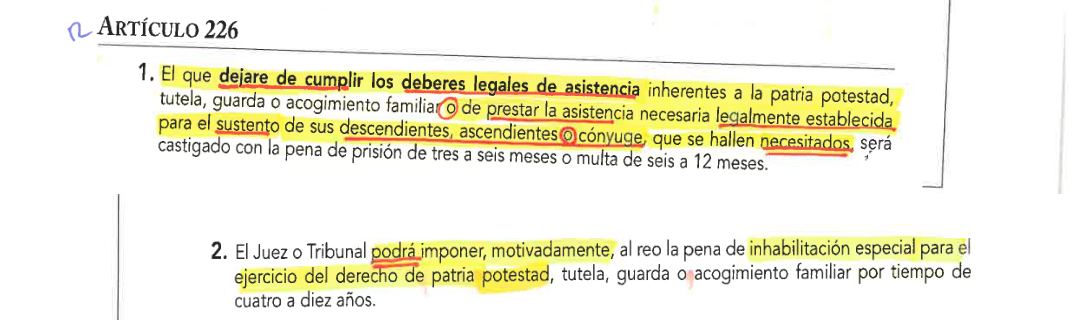 ARTÍCULO 226
1. El que dejare de cumplir los deberes legales de asistencia inherentes a la patria potestad,
tutela, guarda o acogimiento familiar o de prestar la asistencia necesaria legalmente establecida
para el sustento de sus descendientes, ascendientes o cónyuge, que se hallen necesitados, será
castigado con la pena de prisión de tres a seis meses o multa de seis a 12 meses.
2. El Juez o Tribunal podrá imponer, motivadamente, al reo la pena de inhabilitación especial para el
ejercicio del derecho de patria potestad, tutela, guarda o acogimiento familiar por tiempo de
cuatro a diez años.